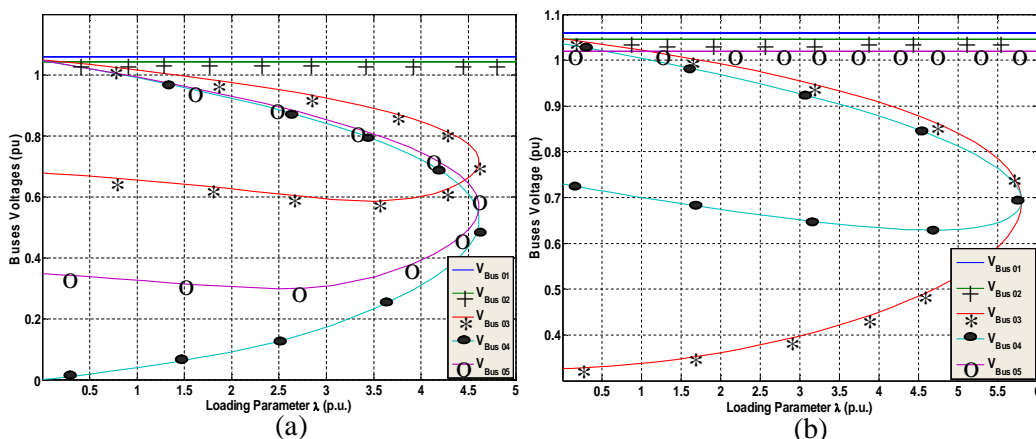 (a)
Buses Voltages (pu)
1
0.8
0.6
0.4
0.2
0
0.5 1 1.5 2 2.5 3 3.5 4 4.5 5
Loading Parameter λ (p.u.)
V Bus 01
V Bus 02
V Bus 03
V Bus 04
V Bus 05
(a)
(b)
Buses Voltage (pu)
1.1
1
0.9
0.8
0.7
0.6
0.5
0.4
0.5 1 1.5 2 2.5 3 3.5 4 4.5 5 5.5
Loading Parameter λ (p.u.)
V Bus 01
V Bus 02
V Bus 03
V Bus 04
V Bus 05
(b)